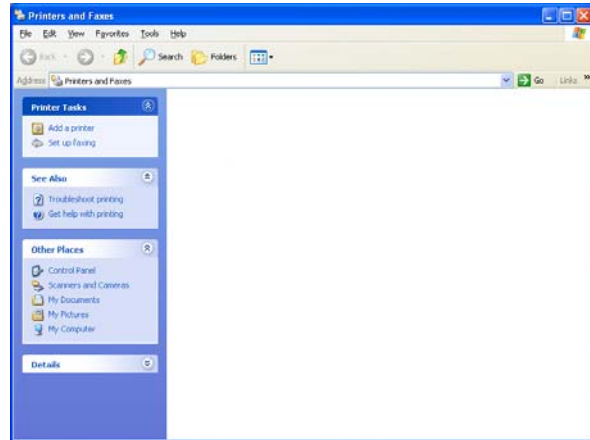 Printers and Faxes
File Edit View Favorites Tools Help
Back Search Folders
Address Printers and Faxes Go Links »
Printer Tasks
Add a printer
Set up faxing
See Also
Troubleshoot printing
Get help with printing
Other Places
Control Panel
Scanners and Cameras
My Documents
My Pictures
My Computer
Details